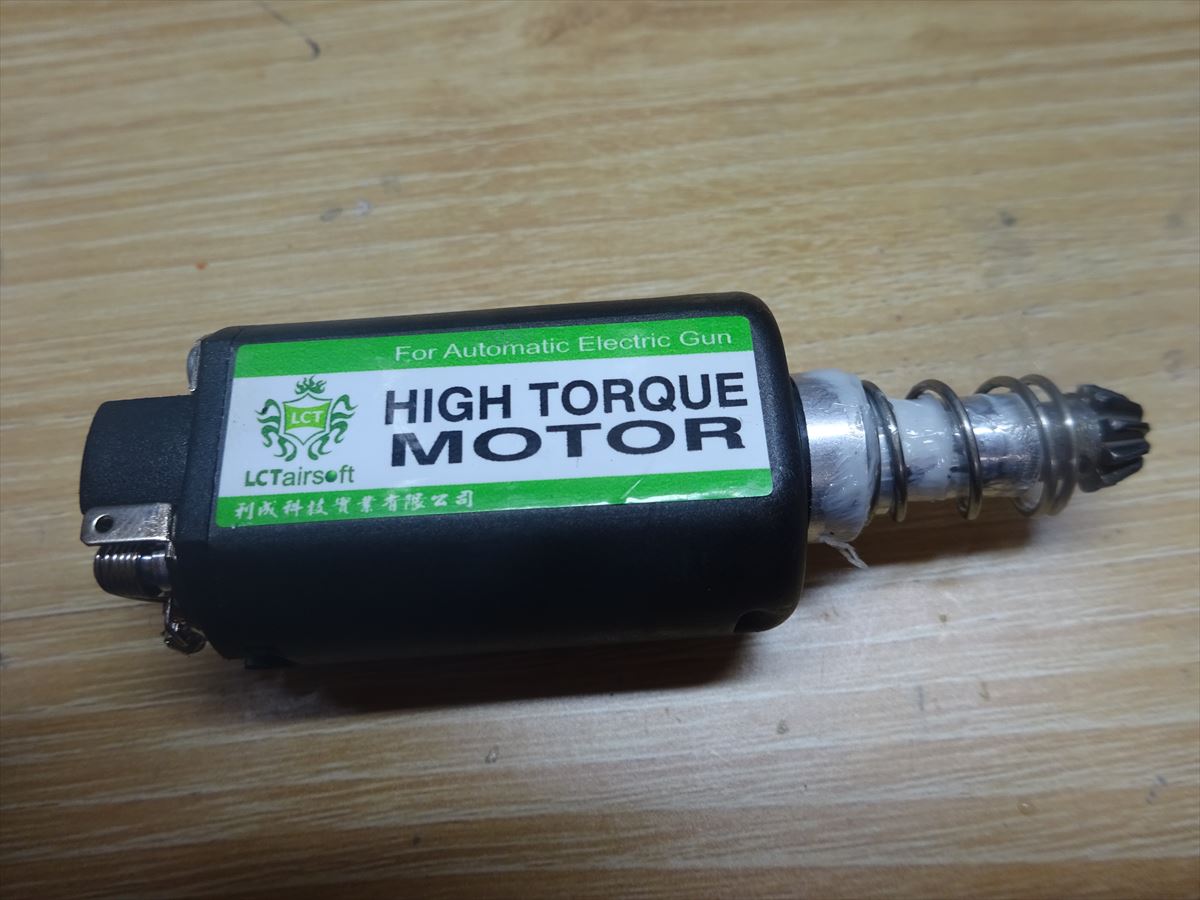 For Automatic Electric Gun
LCT
HIGH TORQUE
MOTOR
LCTairsoft
利成科技實業有限公司